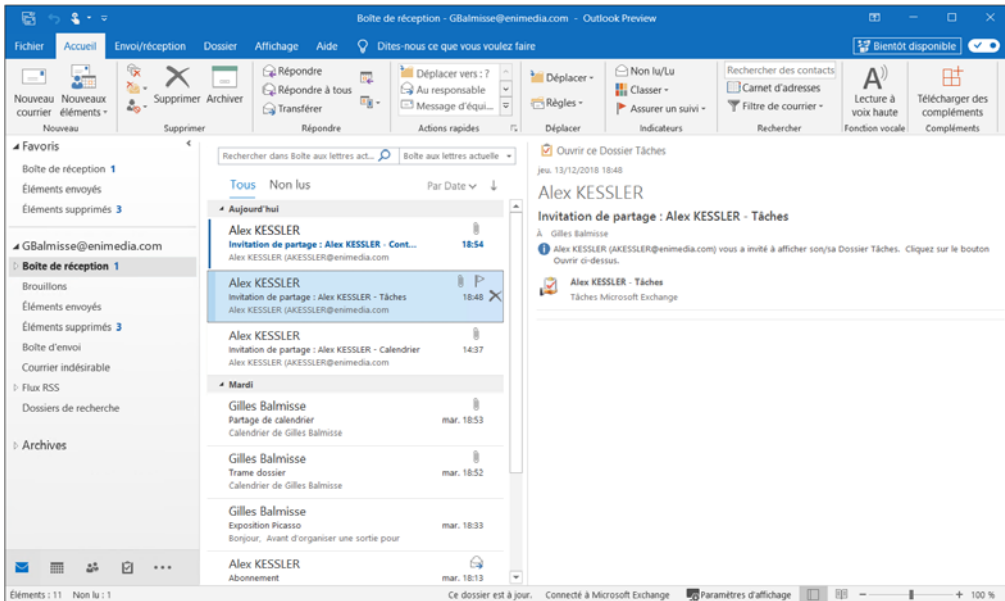 Boîte de réception - GBalmisse@enimedia.com - Outlook Preview
Fichier Accueil Envoi/réception Dossier Affichage Aide Dites-nous ce que vous voulez faire Bientôt disponible
Nouveau courrier
Nouveaux éléments
Nouveau
Supprimer
Archiver
Supprimer
Répondre
Répondre à tous
Transférer
Répondre
Déplacer vers : ?
Au responsable
Message d'équi...
Actions rapides
Déplacer
Règles
Déplacer
Non lu/Lu
Classer
Assurer un suivi
Indicateurs
Rechercher des contacts
Carnet d'adresses
Filtre de courrier
Rechercher
Lecture à voix haute
Fonction vocale
Télécharger des compléments
Compléments
Favoris
Boîte de réception 1
Éléments envoyés
Éléments supprimés 3
GBalmisse@enimedia.com
Boîte de réception 1
Brouillons
Éléments envoyés
Éléments supprimés 3
Boîte d'envoi
Courrier indésirable
Flux RSS
Dossiers de recherche
Archives
Rechercher dans Boîte aux lettres act... Boîte aux lettres actuelle
Tous Non lus Par Date
Aujourd'hui
Alex KESSLER
Invitation de partage : Alex KESSLER - Cont... 18:54
Alex KESSLER (AKESSLER@enimedia.com
Alex KESSLER
Invitation de partage : Alex KESSLER - Tâches 18:48
Alex KESSLER (AKESSLER@enimedia.com
Alex KESSLER
Invitation de partage : Alex KESSLER - Calendrier 14:37
Alex KESSLER (AKESSLER@enimedia.com
Mardi
Gilles Balmisse
Partage de calendrier mar. 18:53
Calendrier de Gilles Balmisse
Gilles Balmisse
Trame dossier mar. 18:52
Calendrier de Gilles Balmisse
Gilles Balmisse
Exposition Picasso mar. 18:33
Bonjour, Avant d'organiser une sortie pour
Alex KESSLER
Abonnement mar. 18:13
Ouvrir ce Dossier Tâches
jeu. 13/12/2018 18:48
Alex KESSLER
Invitation de partage : Alex KESSLER - Tâches
À Gilles Balmisse
Alex KESSLER (AKESSLER@enimedia.com) vous a invité à afficher son/sa Dossier Tâches. Cliquez sur le bouton
Ouvrir ci-dessus.
Alex KESSLER - Tâches
Tâches Microsoft Exchange
Éléments : 11 Non lu : 1 Ce dossier est à jour. Connecté à Microsoft Exchange Paramètres d'affichage 100 %